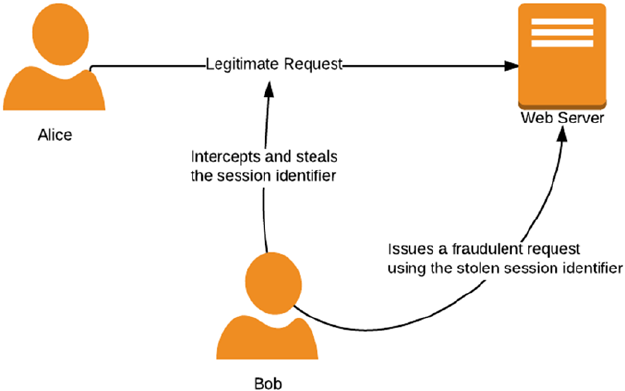 Legitimate Request
Web Server
Alice
Intercepts and steals
the session identifier
Issues a fraudulent request
using the stolen session identifier
Bob